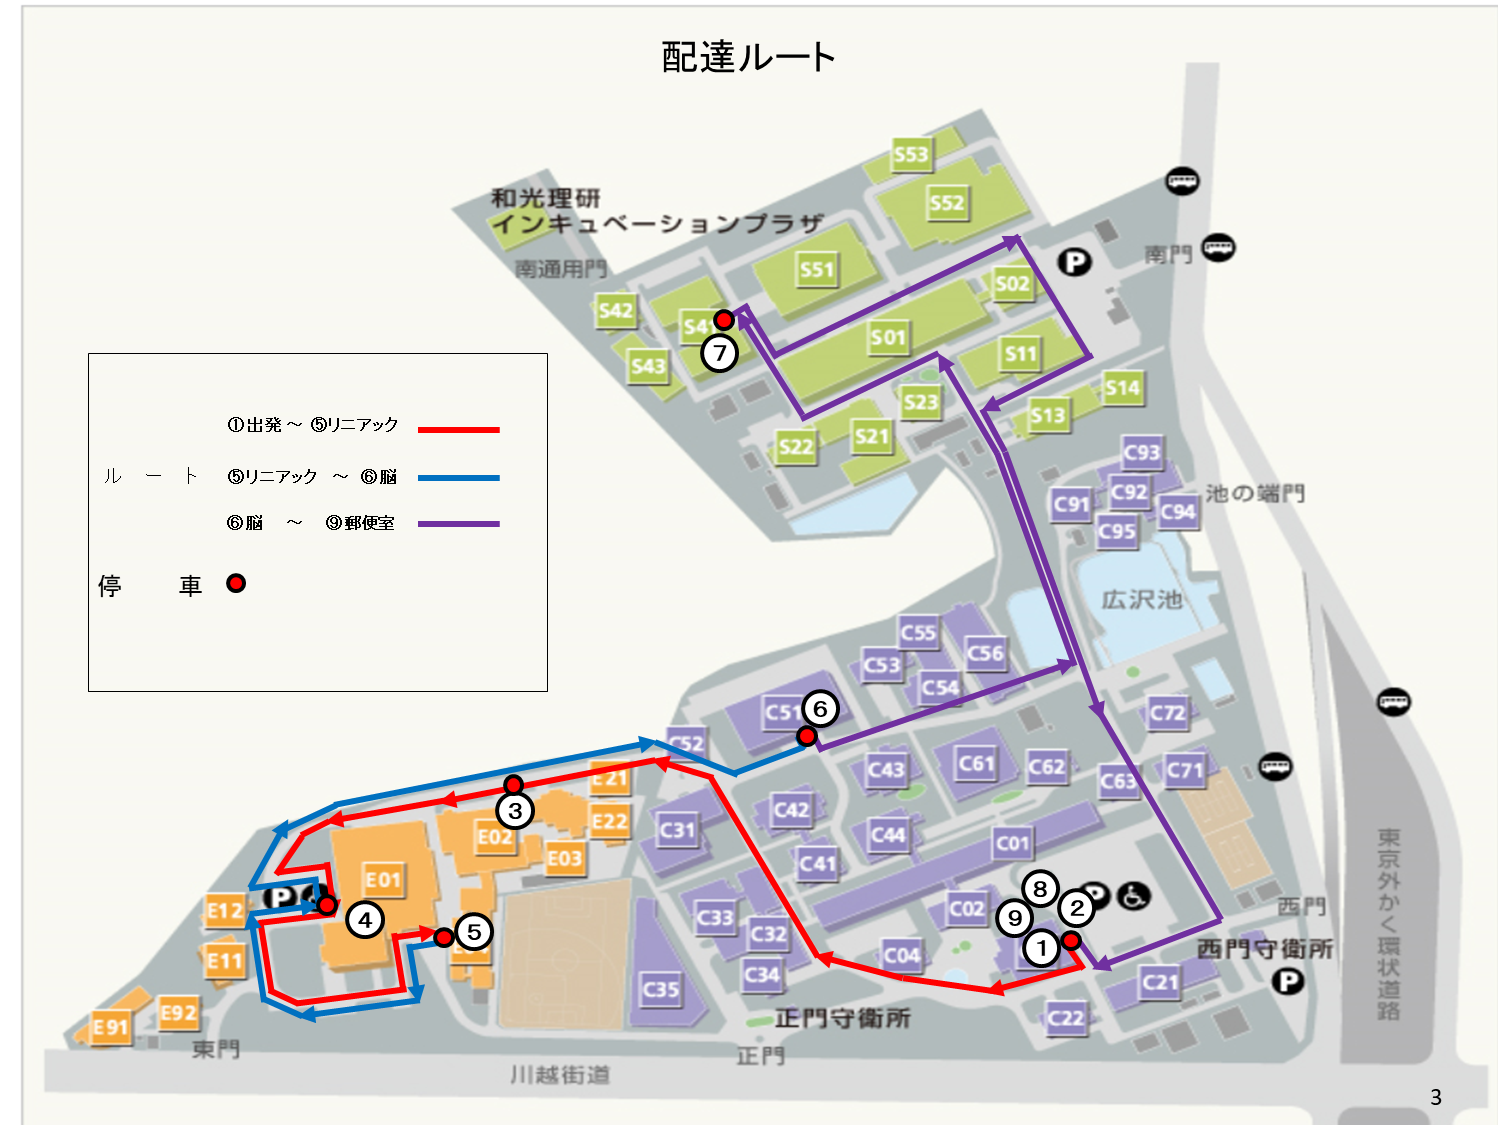 配達ルート
S53
和光理研
インキュベーションプラザ
S52
南門
南通用門
S51
S02
S42
S41
S01
⑦
S11
S43
S14
S23
S13
①出発～⑤リニアック
S22
S21
ルート
⑤リニアック ～ ⑥脳
C93
C92
池の端門
C91
C94
⑥脳 ～ ⑨郵便室
C95
停車
広沢池
C55
C56
C53
C54
C51
⑥
C72
C52
C43
C61
C62
C63
C71
E21
③
C42
E22
C31
E02
C44
C01
東京外かく環状道路
E03
C41
E01
⑧
P
E12
④
C33
C02
⑨
②
西門
C32
⑤
①
西門守衛所
E11
C04
C34
C21
P
C35
E92
正門守衛所
C22
E91
東門
正門
川越街道
3